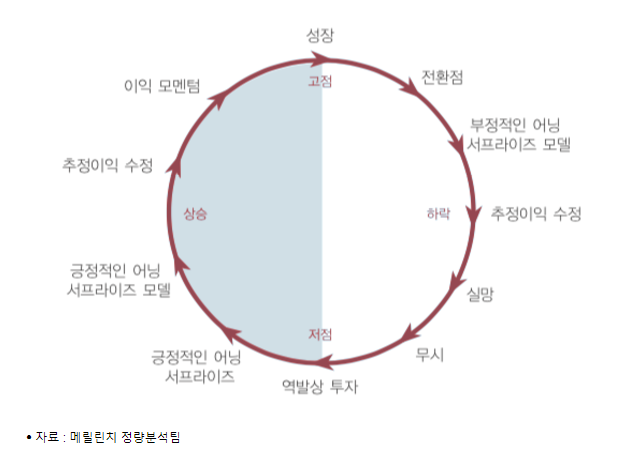 성장
고점
전환점
이익 모멘텀
부정적인 어닝
서프라이즈 모델
추정이익 수정
상승
하락
추정이익 수정
긍정적인 어닝
서프라이즈 모델
실망
저점
긍정적인 어닝
서프라이즈
무시
역발상 투자
• 자료 : 메릴린치 정량분석팀